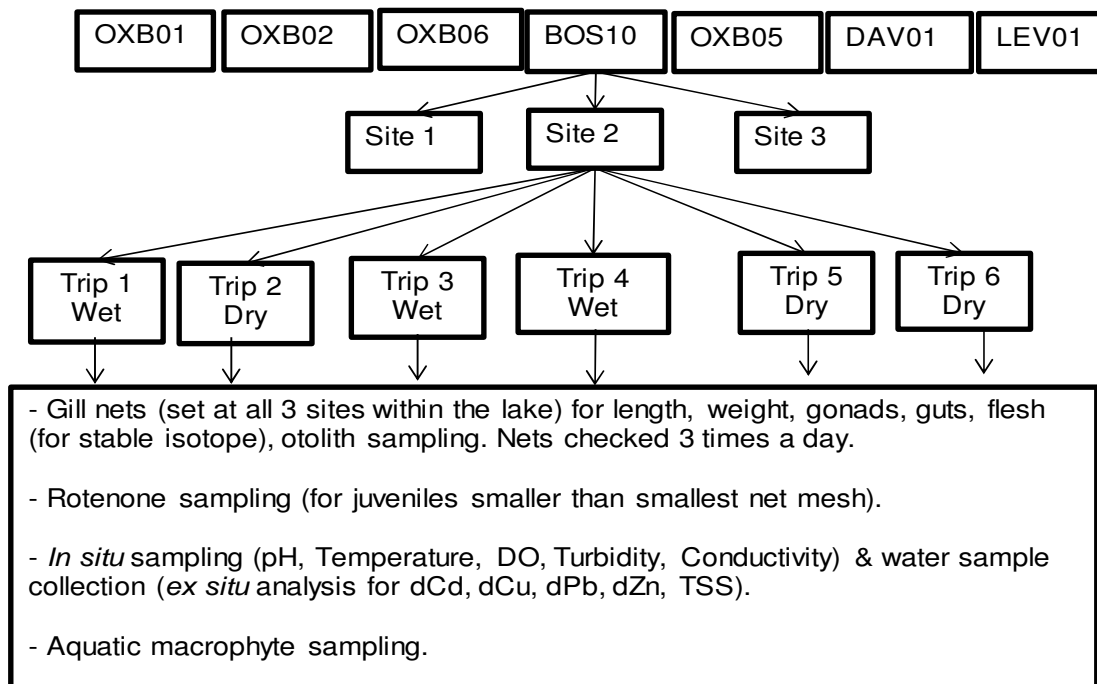 OXB01 OXB02 OXB06 BOS10 OXB05 DAV01 LEV01
Site 1 Site 2 Site 3
Trip 1 Trip 2 Trip 3 Trip 4 Trip 5 Trip 6
Wet Dry Wet Wet Dry Dry
- Gill nets (set at all 3 sites within the lake) for length, weight, gonads, guts, flesh
(for stable isotope), otolith sampling. Nets checked 3 times a day.
- Rotenone sampling (for juveniles smaller than smallest net mesh).
- In situ sampling (pH, Temperature, DO, Turbidity, Conductivity) & water sample
collection (ex situ analysis for dCd, dCu, dPb, dZn, TSS).
- Aquatic macrophyte sampling.